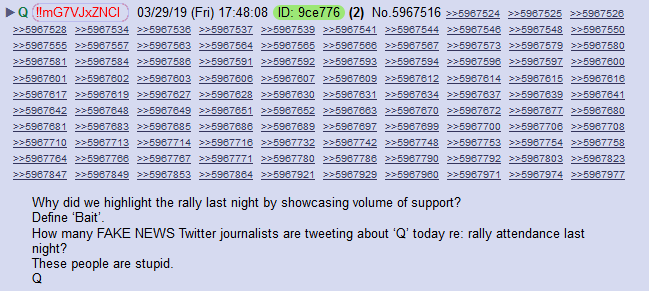 ▶ Q !!mG7VJxZNCI 03/29/19 (Fri) 17:48:08 ID: 9ce776 (2) No.5967516 >>5967524 >>5967525 >>5967526
>>5967528 >>5967534 >>5967536 >>5967537 >>5967539 >>5967541 >>5967544 >>5967546 >>5967548 >>5967550
>>5967555 >>5967557 >>5967563 >>5967564 >>5967565 >>5967566 >>5967567 >>5967573 >>5967579 >>5967580
>>5967581 >>5967584 >>5967586 >>5967591 >>5967592 >>5967593 >>5967594 >>5967596 >>5967597 >>5967600
>>5967601 >>5967602 >>5967603 >>5967606 >>5967607 >>5967609 >>5967612 >>5967614 >>5967615 >>5967616
>>5967617 >>5967619 >>5967627 >>5967628 >>5967630 >>5967631 >>5967634 >>5967637 >>5967639 >>5967641
>>5967642 >>5967648 >>5967649 >>5967651 >>5967652 >>5967663 >>5967670 >>5967672 >>5967677 >>5967680
>>5967681 >>5967683 >>5967685 >>5967686 >>5967689 >>5967697 >>5967699 >>5967700 >>5967706 >>5967708
>>5967710 >>5967713 >>5967714 >>5967716 >>5967732 >>5967742 >>5967748 >>5967753 >>5967754 >>5967758
>>5967764 >>5967766 >>5967767 >>5967771 >>5967780 >>5967786 >>5967790 >>5967792 >>5967803 >>5967823
>>5967847 >>5967849 >>5967853 >>5967864 >>5967921 >>5967929 >>5967960 >>5967971 >>5967974 >>5967977
Why did we highlight the rally last night by showcasing volume of support?
Define ‘Bait’.
How many FAKE NEWS Twitter journalists are tweeting about ‘Q’ today re: rally attendance last
night?
These people are stupid.
Q